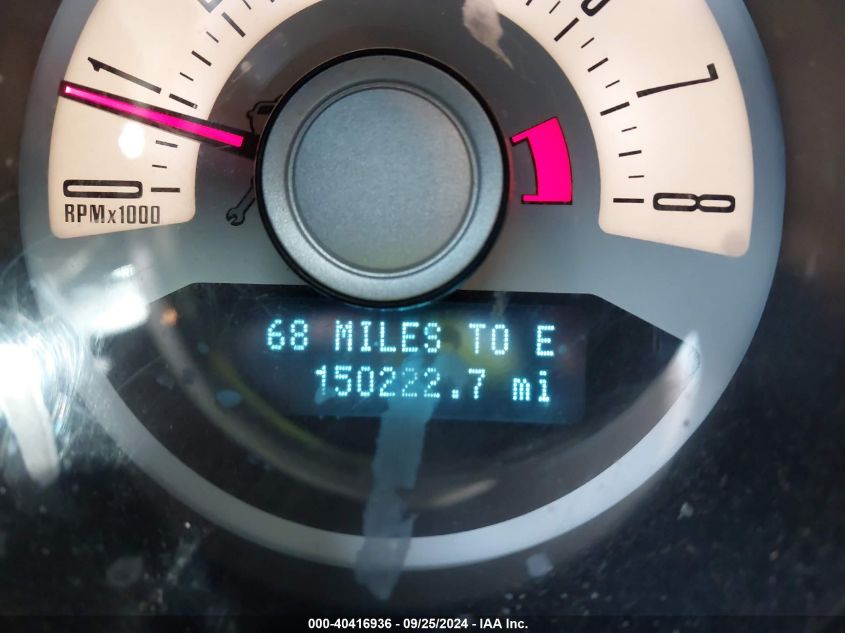 1
7
0
8
RPMx1000
68 MILES TO E
150222.7 mi
000-40416936 - 09/25/2024 - IAA Inc.